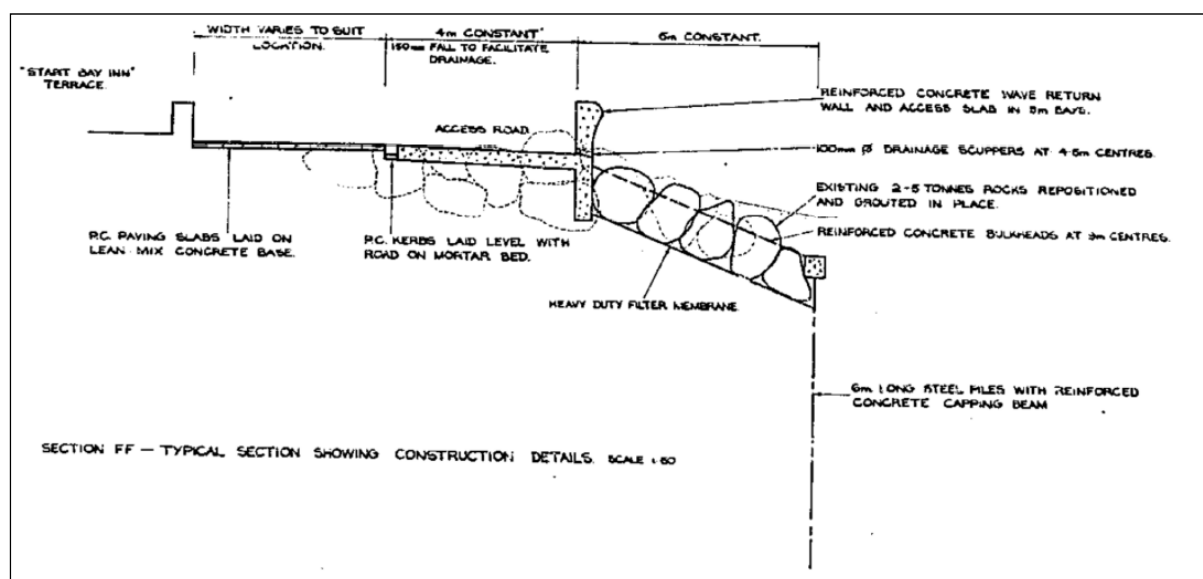 WIDTH VARIES TO SUIT
LOCATION.
4m CONSTANT
150mm FALL TO FACILITATE
DRAINAGE.
6m CONSTANT.
"START BAY INN"
TERRACE.
REINFORCED CONCRETE WAVE RETURN
WALL AND ACCESS SLAB IN BAYS.
ACCESS ROAD.
100mm Ø DRAINAGE SCUPPERS AT 4·5m CENTRES.
EXISTING 2-5 TONNES ROCKS REPOSITIONED
AND GROUTED IN PLACE.
REINFORCED CONCRETE BULKHEADS AT CENTRES.
P.C. PAVING SLABS LAID ON
LEAN MIX CONCRETE BASE.
P.C. KERBS LAID LEVEL WITH
ROAD ON MORTAR BED.
HEAVY DUTY FILTER MEMBRANE
6m LONG STEEL PILES WITH REINFORCED
CONCRETE CAPPING BEAM
SECTION FF — TYPICAL SECTION SHOWING CONSTRUCTION DETAILS. SCALE 1:50